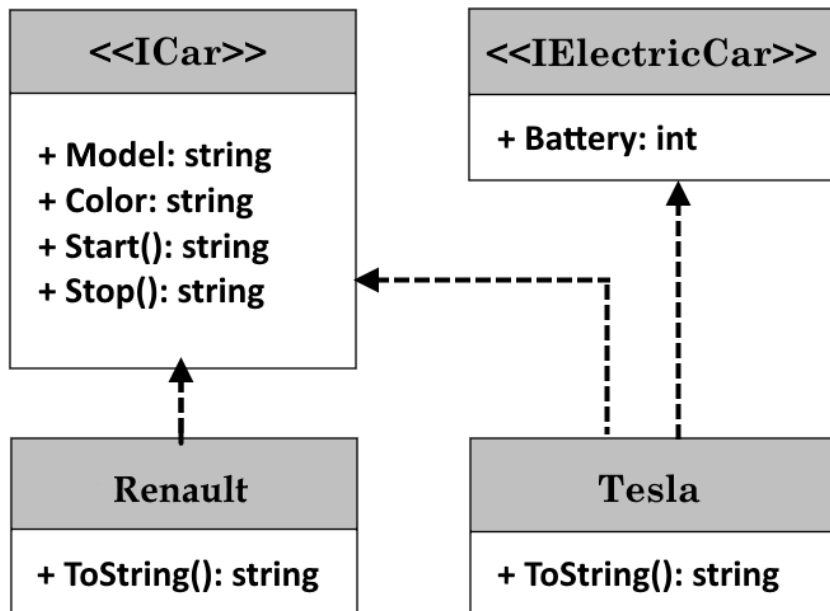 <<ICar>>
+ Model: string
+ Color: string
+ Start(): string
+ Stop(): string
<<IElectricCar>>
+ Battery: int
Renault
+ ToString(): string
Tesla
+ ToString(): string